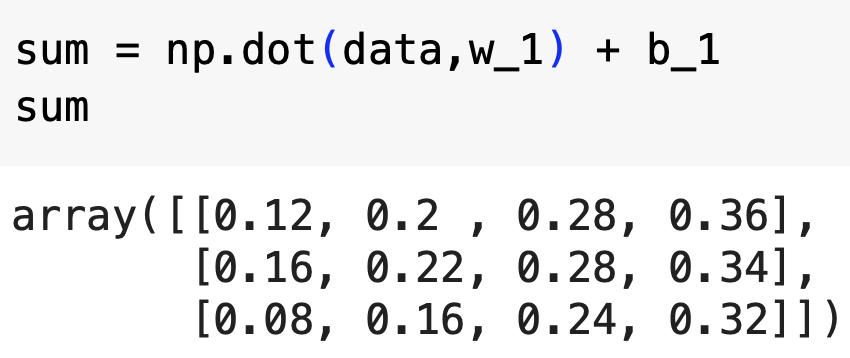 sum = np.dot(data,w_1) + b_1
sum
array([[0.12, 0.2 , 0.28, 0.36],
       [0.16, 0.22, 0.28, 0.34],
       [0.08, 0.16, 0.24, 0.32]])